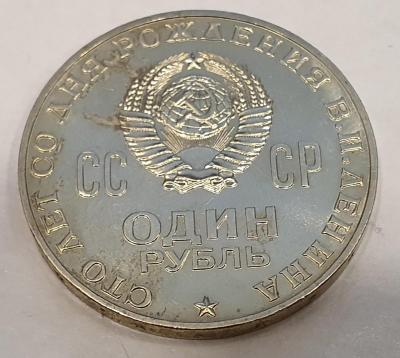 СТО ЛЕТ СО ДНЯ РОЖДЕНИЯ В.И.ЛЕНИНА
СС СР
ОДИН
РУБЛЬ